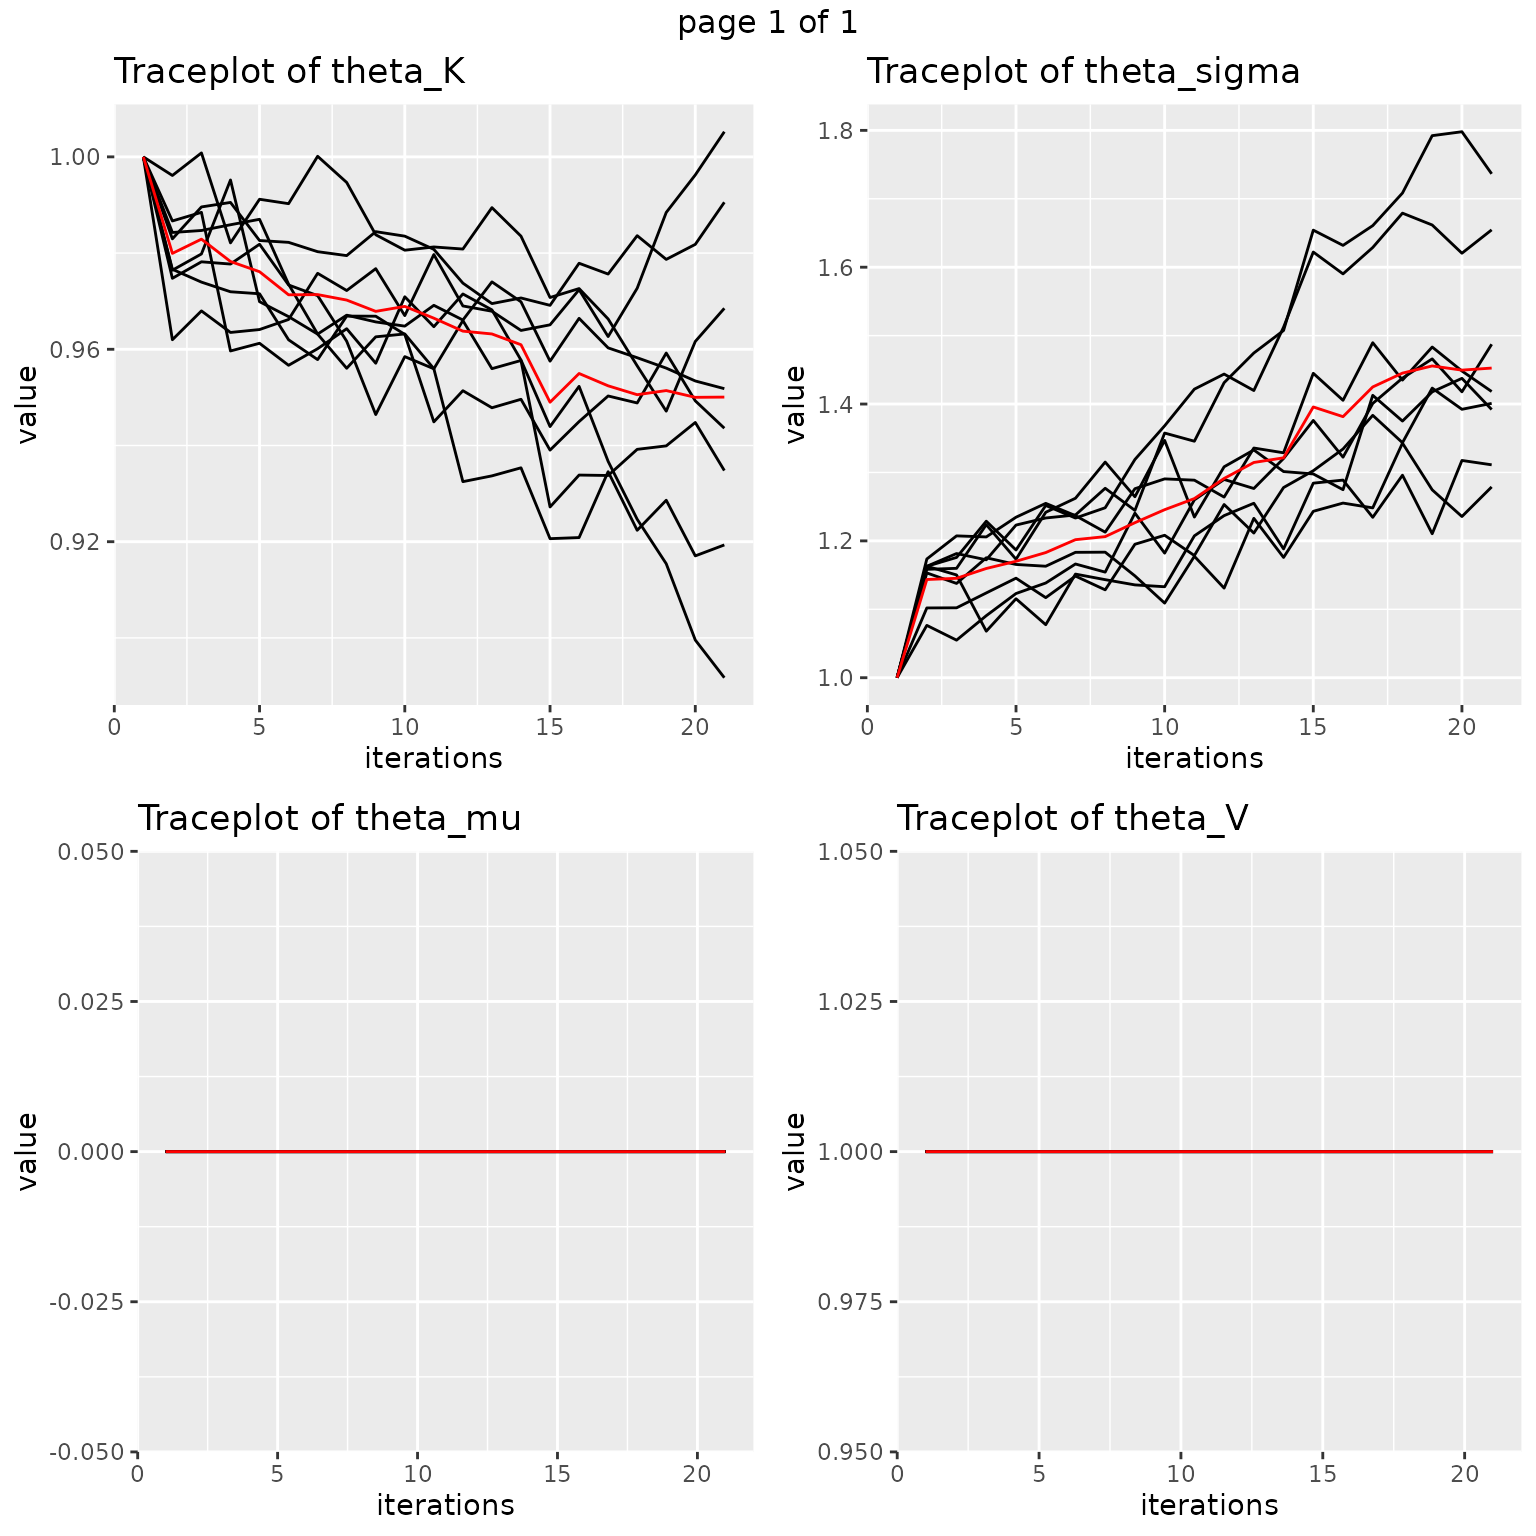 page 1 of 1
Traceplot of theta_K
Traceplot of theta_sigma
value
1.00
0.96
0.92
0
5
10
15
20
iterations
value
1.8
1.6
1.4
1.2
1.0
0
5
10
15
20
iterations
Traceplot of theta_mu
Traceplot of theta_V
value
0.050
0.025
0.000
-0.025
-0.050
0
5
10
15
20
iterations
value
1.050
1.025
1.000
0.975
0.950
0
5
10
15
20
iterations